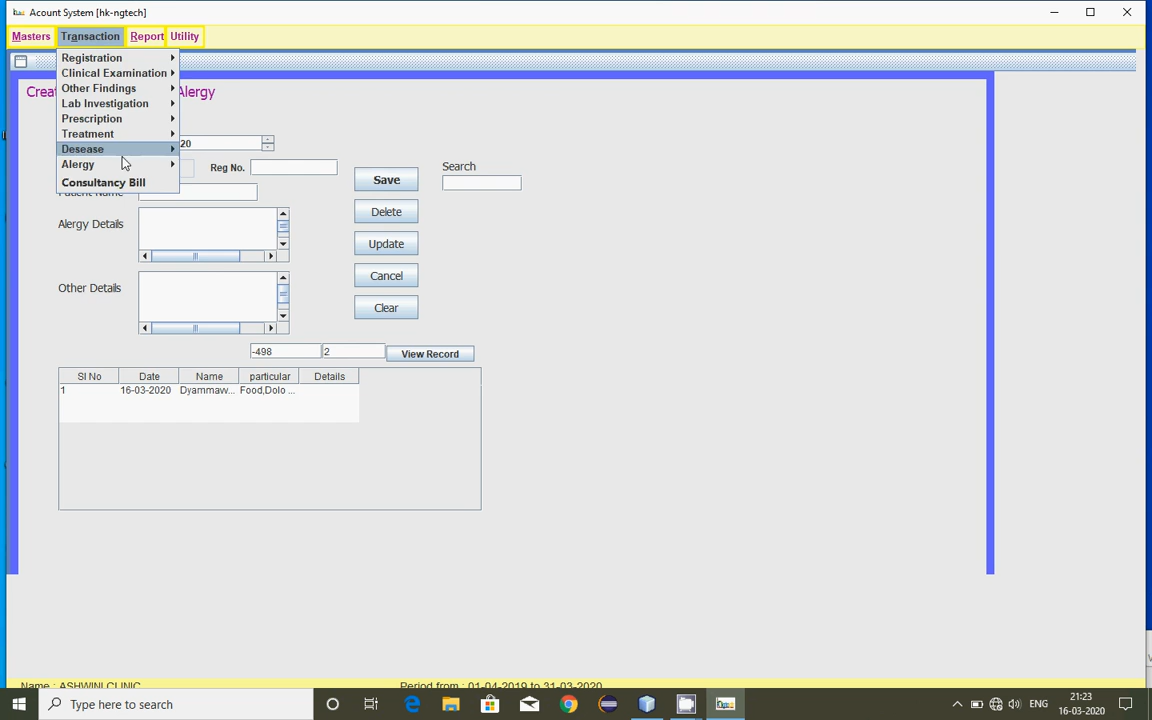 Acount System [hk-ngtech]
Masters Transaction Report Utility
Registration
Clinical Examination
Other Findings
Lab Investigation
Prescription
Treatment
Desease
Alergy
Consultancy Bill
Alergy
20
Reg No.
Search
Patient Name
Alergy Details
Other Details
Save
Delete
Update
Cancel
Clear
-498 2 View Record
Sl No Date Name particular Details
1 16-03-2020 Dyammavv... Food,Dolo ...
Name : ASHWINI CLINIC Period from : 01-04-2019 to 31-03-2020
Type here to search
ENG
21:23
16-03-2020